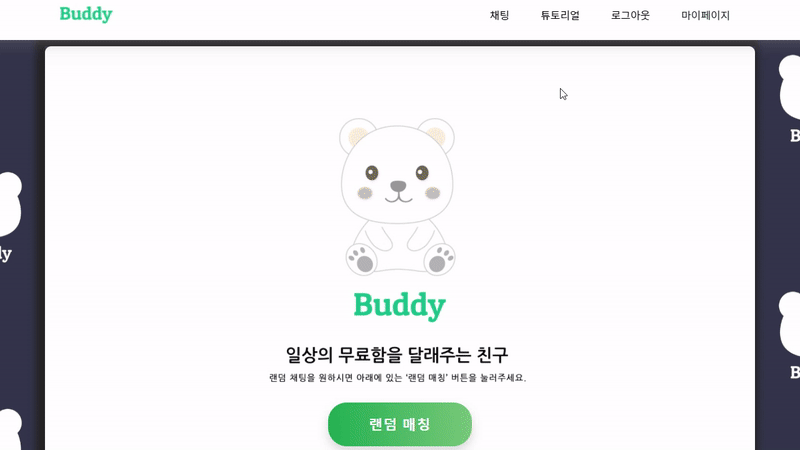 Buddy
채팅 튜토리얼 로그아웃 마이페이지
Buddy
일상의 무료함을 달래주는 친구
랜덤 채팅을 원하시면 아래에 있는 '랜덤 매칭' 버튼을 눌러주세요.
랜덤 매칭
dy
B
B